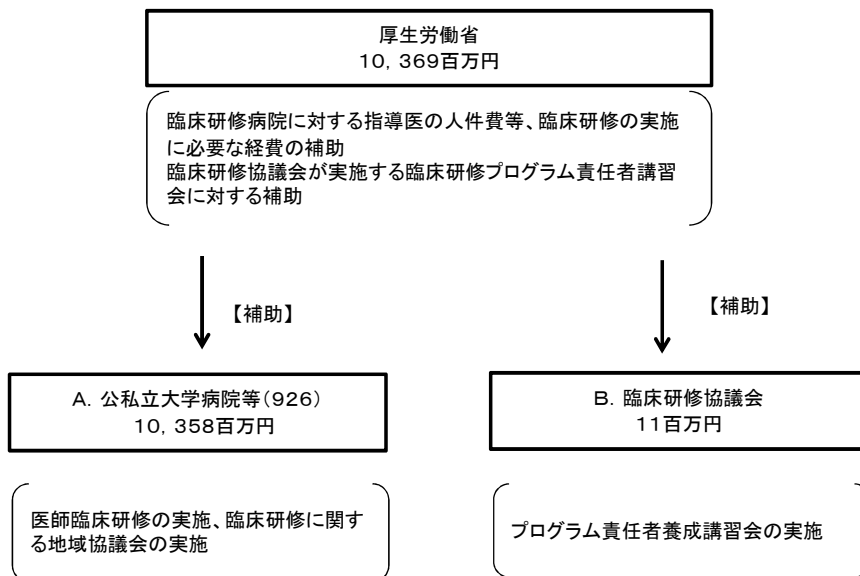 厚生労働省
10，369百万円
臨床研修病院に対する指導医の人件費等、臨床研修の実施
に必要な経費の補助
臨床研修協議会が実施する臨床研修プログラム責任者講習
会に対する補助
【補助】
【補助】
A．公私立大学病院等（926）
10，358百万円
B．臨床研修協議会
11百万円
医師臨床研修の実施、臨床研修に関す
る地域協議会の実施
プログラム責任者養成講習会の実施